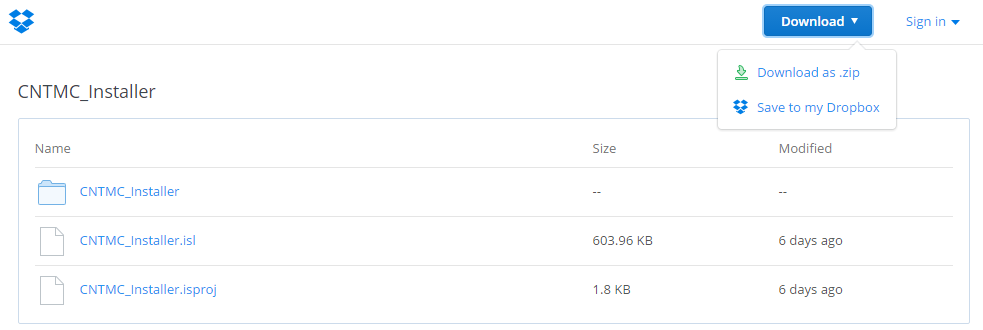 Download Sign in
Download as .zip
Save to my Dropbox
CNTMC_Installer
Name Size Modified
CNTMC_Installer -- --
CNTMC_Installer.isl 603.96 KB 6 days ago
CNTMC_Installer.isproj 1.8 KB 6 days ago